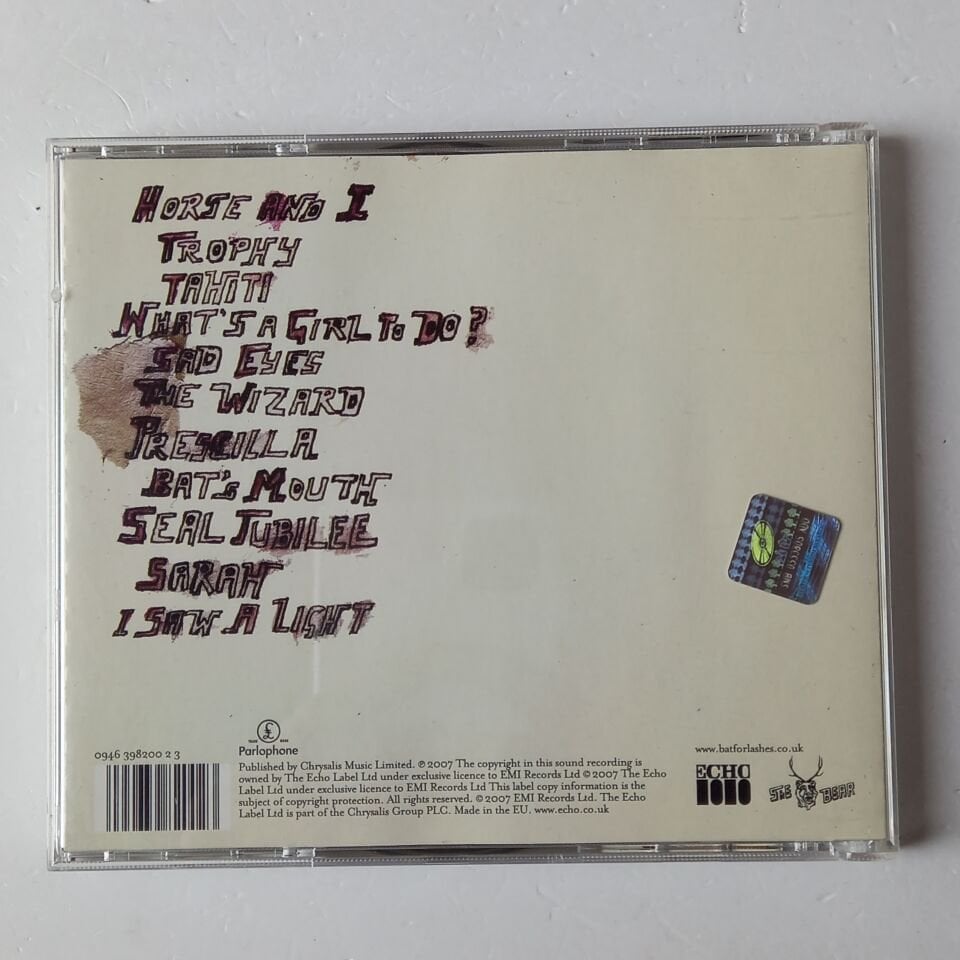 HORSE AND I
TROPHY
TAHITI
WHAT'S A GIRL TO DO?
SAD EYES
THE WIZARD
PRESCILLA
BAT'S MOUTH
SEAL JUBILEE
SARAH
I SAW A LIGHT
0946 398200 2 3
£
TRADE MARK
Parlophone
Published by Chrysalis Music Limited. ℗ 2007 The copyright in this sound recording is
owned by The Echo Label Ltd under exclusive licence to EMI Records Ltd © 2007 The Echo
Label Ltd under exclusive licence to EMI Records Ltd This label copy information is the
subject of copyright protection. All rights reserved. © 2007 EMI Records Ltd. The Echo
Label Ltd is part of the Chrysalis Group PLC. Made in the EU. www.echo.co.uk
www.batforlashes.co.uk
ECHO
SHE BEAR